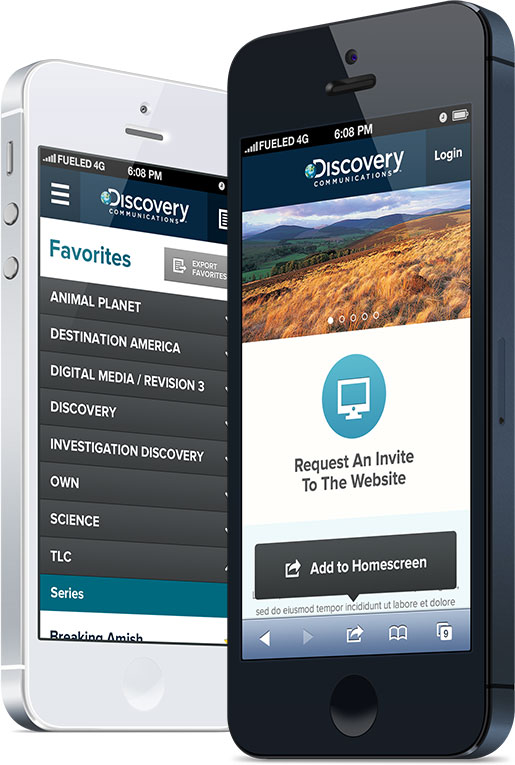 FUELED 4G 6:08 PM
Discovery
COMMUNICATIONS
Favorites
EXPORT
FAVORITES
ANIMAL PLANET
DESTINATION AMERICA
DIGITAL MEDIA / REVISION 3
DISCOVERY
INVESTIGATION DISCOVERY
OWN
SCIENCE
TLC
Series
Breaking Amish
FUELED 4G 6:08 PM
Discovery
COMMUNICATIONS
Login
Request An Invite
To The Website
Add to Homescreen
sed do eiusmod tempor incididunt ut labore et dolore
9